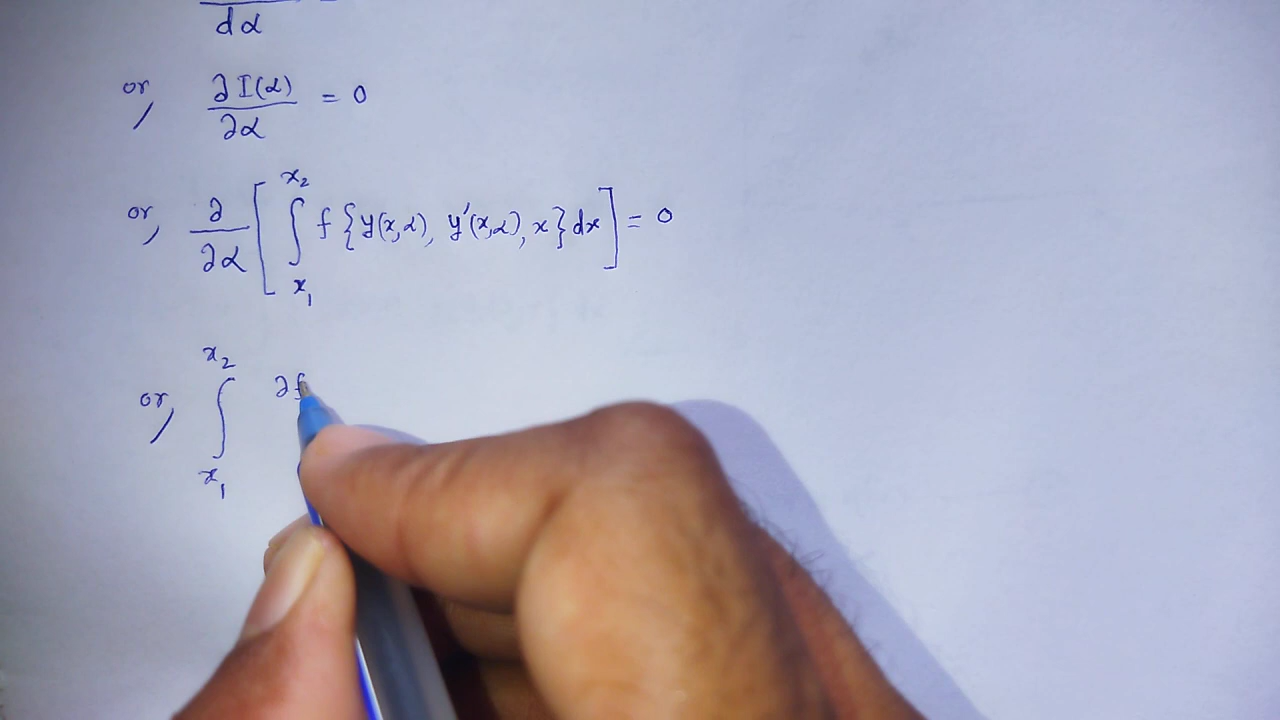 dα
or, ∂I(α)/∂α = 0
or, ∂/∂α [ ∫_{x₁}^{x₂} f {y(x,α), y′(x,α), x} dx ] = 0
or, ∫_{x₁}^{x₂} ∂f